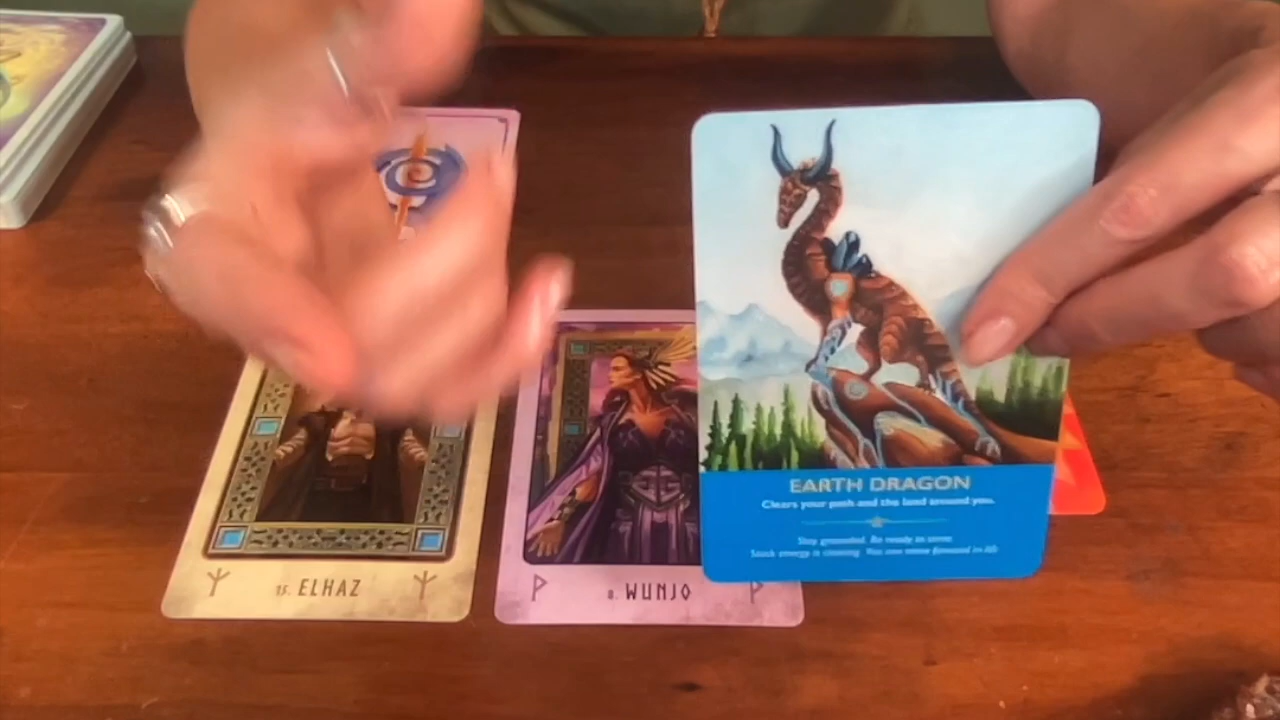 EARTH DRAGON
Clears your path and the land around you.
Stay grounded. Be ready to serve.
Stuck energy is clearing. You can move forward in life
ᛉ 15. ELHAZ ᛉ
ᚹ 8. WUNJO ᚹ